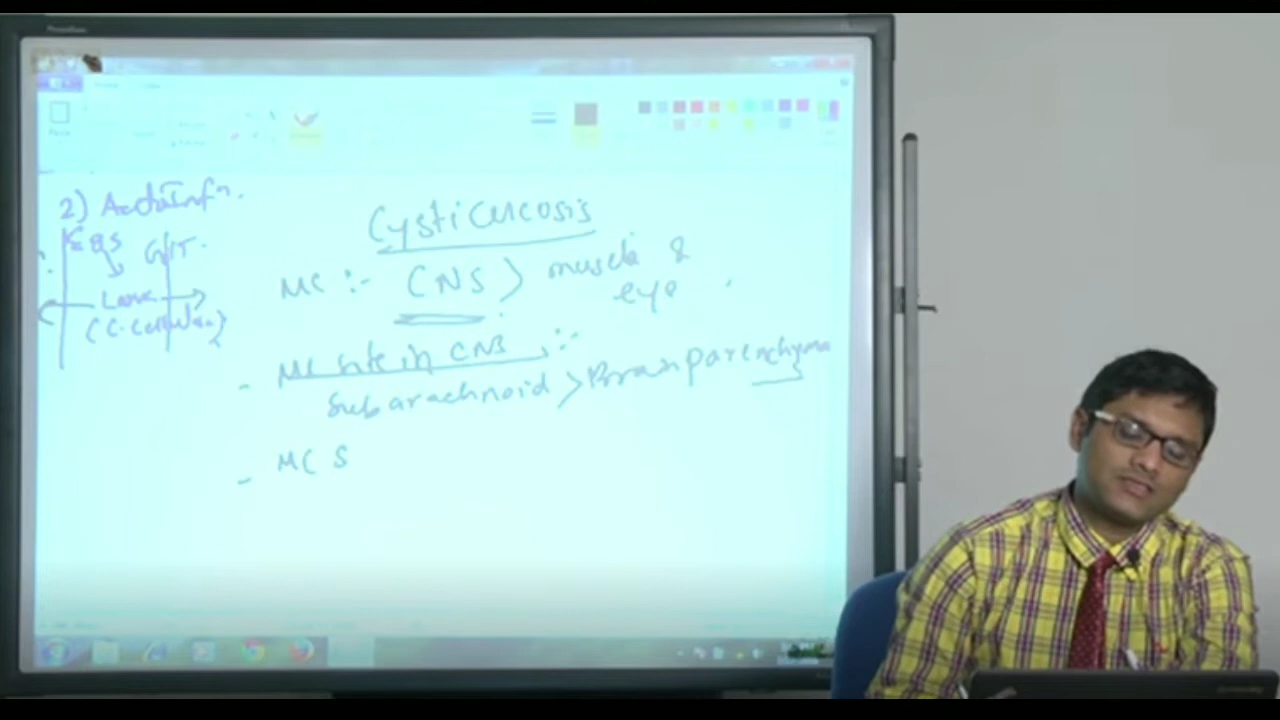 2) AutoInfn.
Eggs GIT.
Larva
(C. Cellulosae)
Cysticercosis
MC :- CNS > muscle &
eye
- MC site in CNS :-
Subarachnoid > Brain parenchyma
- MC S